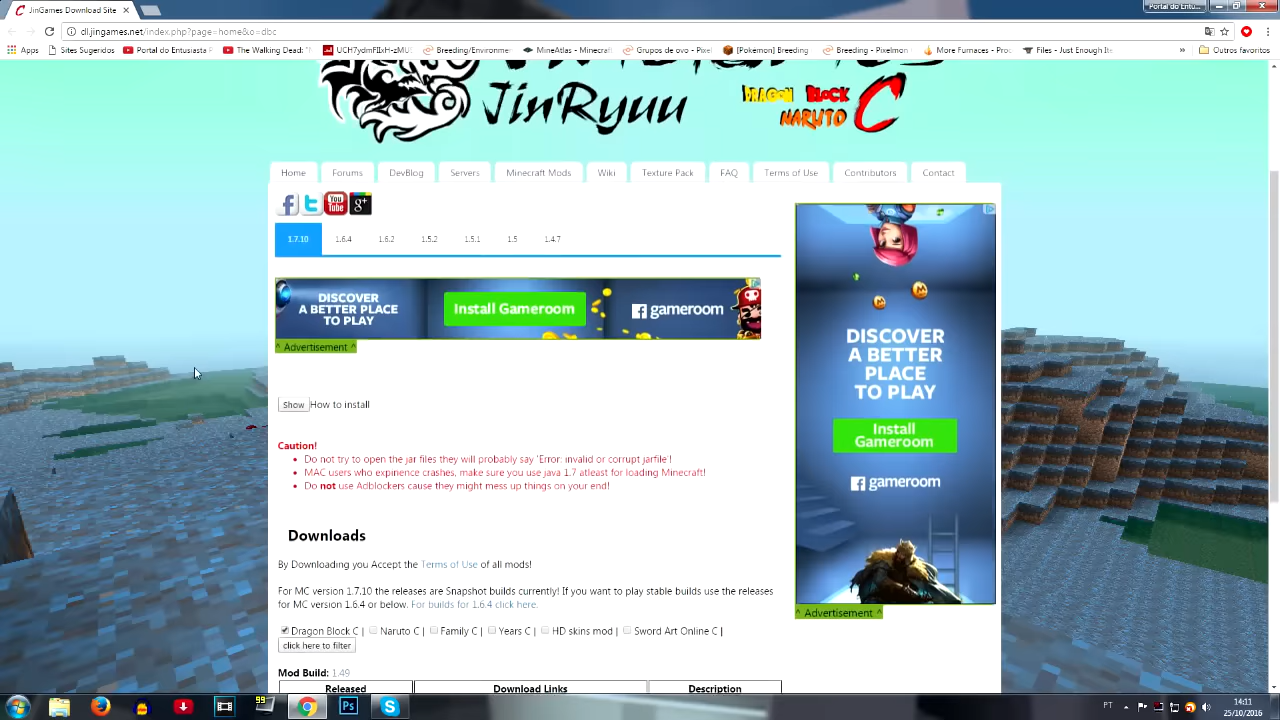 JinGames Download Site
Portal do Entu...
dl.jingames.net/index.php?page=home&o=dbc
Apps
Sites Sugeridos
Portal do Entusiasta
The Walking Dead: "T
Breeding/Environmen
MineAtlas - Minecraft
Grupos de ovo - Pok
[Pokémon] Breeding
Breeding - Pixelmon
More Furnaces - Proj
Files - Just Enough Ite
Outros favoritos
JinRyuu
DRAGON BLOCK C
NARUTO
Home
Forums
DevBlog
Servers
Minecraft Mods
Wiki
Texture Pack
FAQ
Terms of Use
Contributors
Contact
1.7.10
1.6.4
1.6.2
1.5.2
1.5.1
1.5
1.4.7
DISCOVER
A BETTER PLACE
TO PLAY
Install Gameroom
gameroom
^ Advertisement ^
Show How to install
Caution!
Do not try to open the jar files they will probably say 'Error: invalid or corrupt jarfile'!
MAC users who expirience crashes, make sure you use java 1.7 atleast for loading Minecraft!
Do not use Adblockers cause they might mess up things on your end!
Downloads
By Downloading you Accept the Terms of Use of all mods!
For MC version 1.7.10 the releases are Snapshot builds currently! If you want to play stable builds use the releases
for MC version 1.6.4 or below. For builds for 1.6.4 click here.
Dragon Block C | Naruto C | Family C | Years C | HD skins mod | Sword Art Online C |
click here to filter
Mod Build: 1.49
Released
Download Links
Description
DISCOVER
A BETTER
PLACE
TO PLAY
Install
Gameroom
gameroom
^ Advertisement ^
99
PT
14:11
25/10/2016